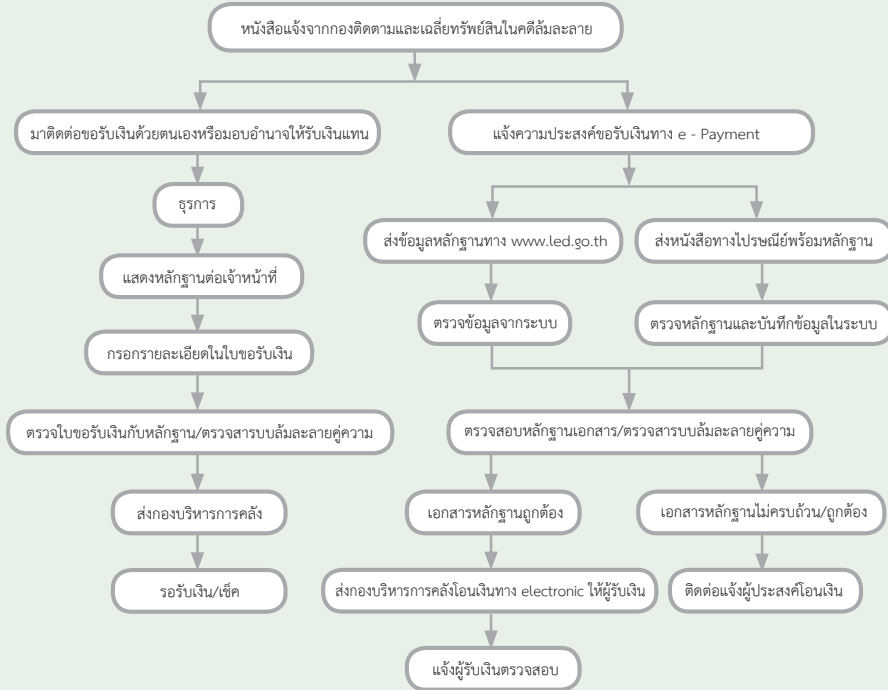 หนังสือแจ้งจากกองติดตามและเฉลี่ยทรัพย์สินในคดีล้มละลาย
มาติดต่อขอรับเงินด้วยตนเองหรือมอบอำนาจให้รับเงินแทน
แจ้งความประสงค์ขอรับเงินทาง e - Payment
ธุรการ
ส่งข้อมูลหลักฐานทาง www.led.go.th
ส่งหนังสือทางไปรษณีย์พร้อมหลักฐาน
แสดงหลักฐานต่อเจ้าหน้าที่
ตรวจข้อมูลจากระบบ
ตรวจหลักฐานและบันทึกข้อมูลในระบบ
กรอกรายละเอียดในใบขอรับเงิน
ตรวจใบขอรับเงินกับหลักฐาน/ตรวจสารบบล้มละลายคู่ความ
ตรวจสอบหลักฐานเอกสาร/ตรวจสารบบล้มละลายคู่ความ
ส่งกองบริหารการคลัง
เอกสารหลักฐานถูกต้อง
เอกสารหลักฐานไม่ครบถ้วน/ถูกต้อง
รอรับเงิน/เช็ค
ส่งกองบริหารการคลังโอนเงินทาง electronic ให้ผู้รับเงิน
ติดต่อแจ้งผู้ประสงค์โอนเงิน
แจ้งผู้รับเงินตรวจสอบ